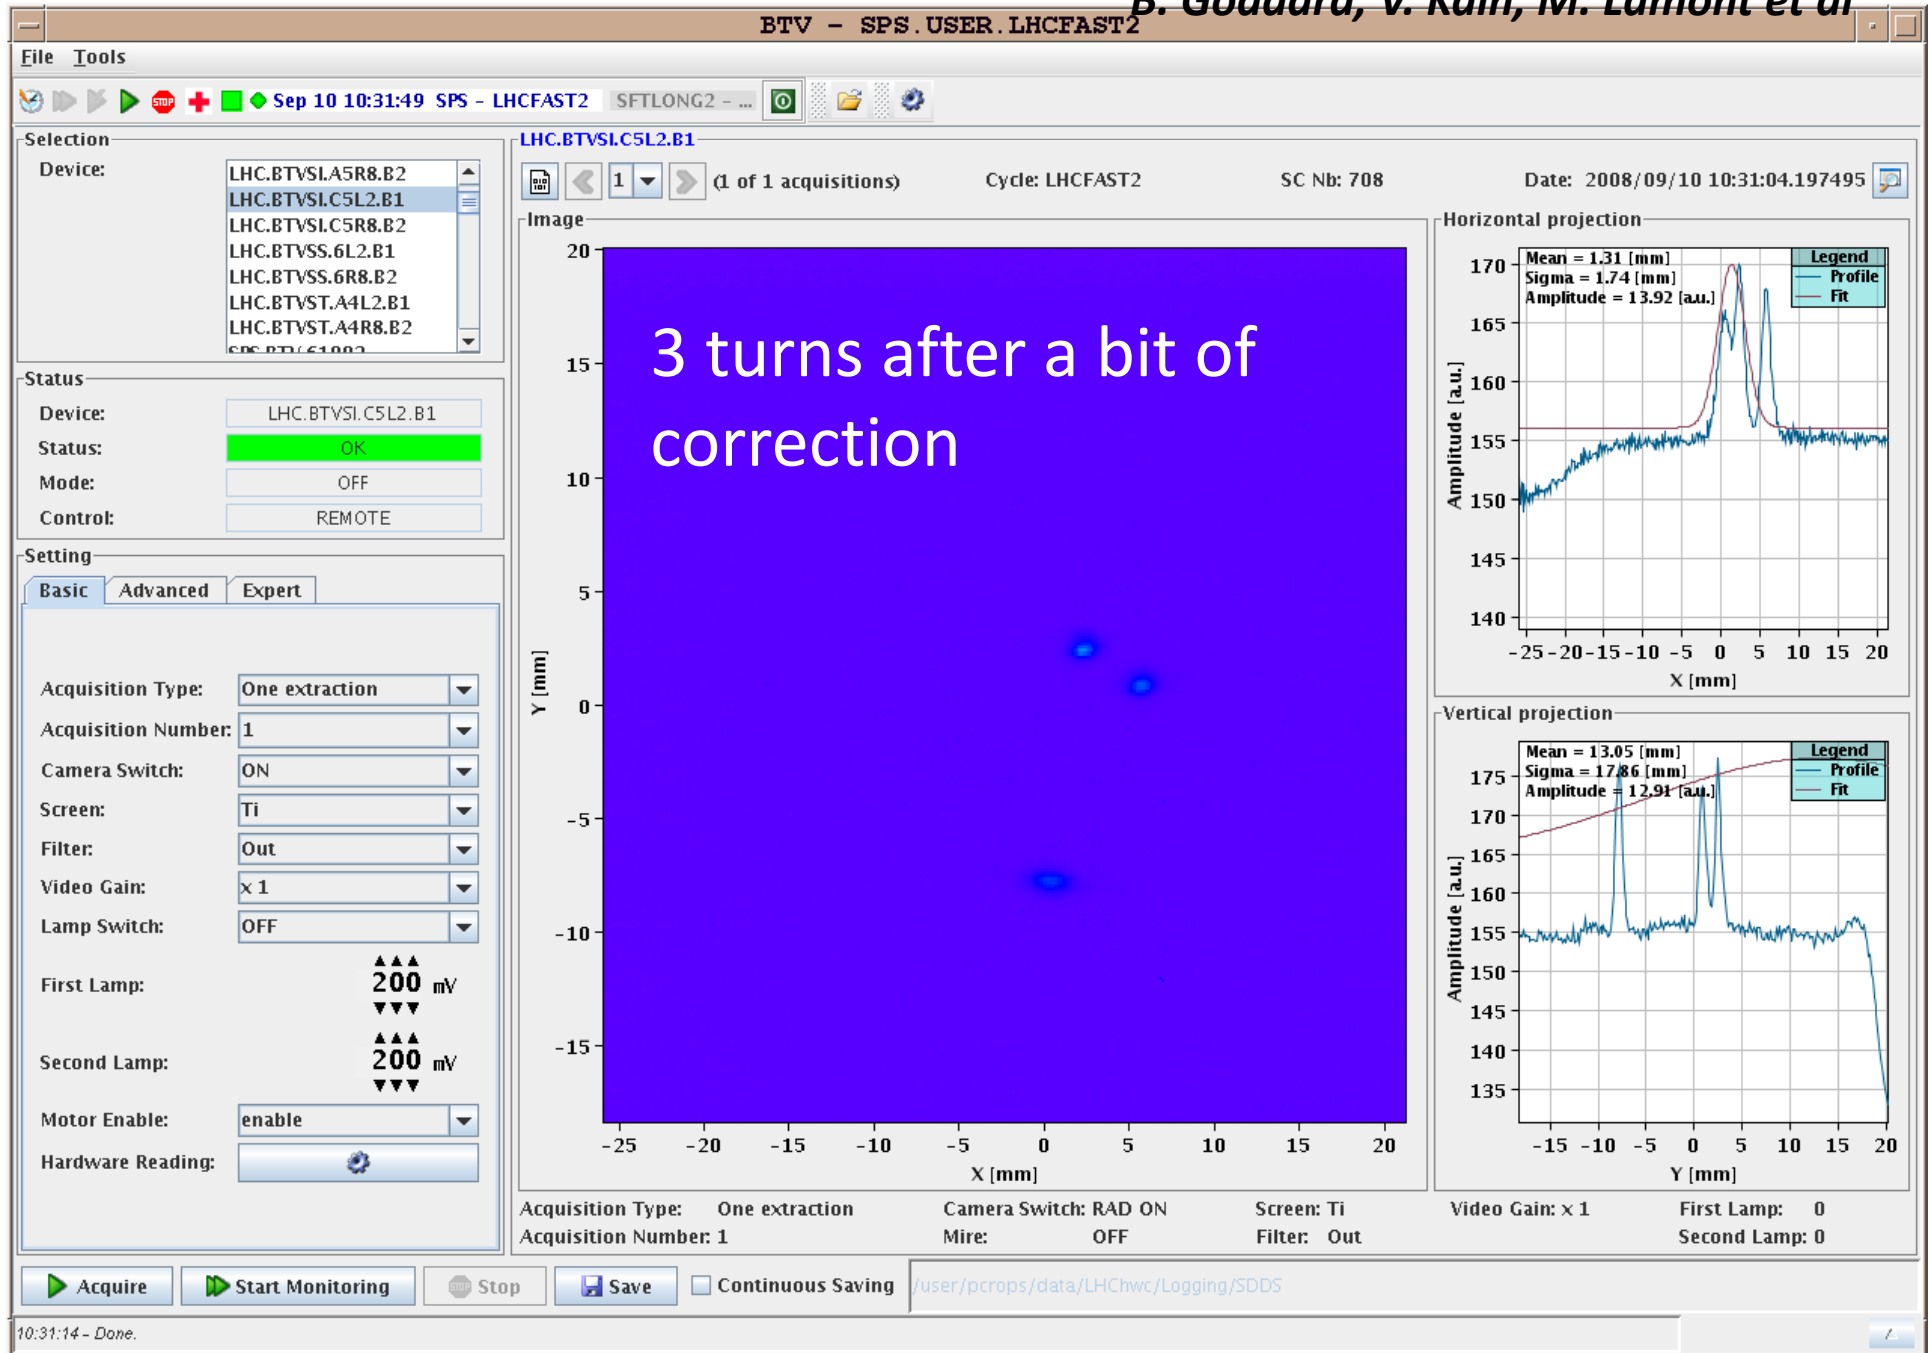 B. Goddard, V. Kain, M. Lamont et al
BTV - SPS.USER.LHCFAST2
File Tools
STOP Sep 10 10:31:49 SPS - LHCFAST2 SFTLONG2 - ...
Selection
Device:
LHC.BTVSI.A5R8.B2
LHC.BTVSI.C5L2.B1
LHC.BTVSI.C5R8.B2
LHC.BTVSS.6L2.B1
LHC.BTVSS.6R8.B2
LHC.BTVST.A4L2.B1
LHC.BTVST.A4R8.B2
Status
Device: LHC.BTVSI.C5L2.B1
Status: OK
Mode: OFF
Control: REMOTE
Setting
Basic Advanced Expert
Acquisition Type: One extraction
Acquisition Number: 1
Camera Switch: ON
Screen: Ti
Filter: Out
Video Gain: x 1
Lamp Switch: OFF
First Lamp: 200 mV
Second Lamp: 200 mV
Motor Enable: enable
Hardware Reading:
LHC.BTVSI.C5L2.B1
1 (1 of 1 acquisitions) Cycle: LHCFAST2 SC Nb: 708 Date: 2008/09/10 10:31:04.197495
Image
3 turns after a bit of
correction
Y [mm]
20
15
10
5
0
-5
-10
-15
-25 -20 -15 -10 -5 0 5 10 15 20
X [mm]
Horizontal projection
Mean = 1.31 [mm]
Sigma = 1.74 [mm]
Amplitude = 13.92 [a.u.]
Legend
Profile
Fit
Amplitude [a.u.]
170
165
160
155
150
145
140
-25 -20 -15 -10 -5 0 5 10 15 20
X [mm]
Vertical projection
Mean = 13.05 [mm]
Sigma = 17.86 [mm]
Amplitude = 12.91 [a.u.]
Legend
Profile
Fit
Amplitude [a.u.]
175
170
165
160
155
150
145
140
135
-15 -10 -5 0 5 10 15 20
Y [mm]
Acquisition Type: One extraction Camera Switch: RAD ON Screen: Ti Video Gain: x 1 First Lamp: 0
Acquisition Number: 1 Mire: OFF Filter: Out Second Lamp: 0
Acquire Start Monitoring Stop Save Continuous Saving /user/pcrops/data/LHChwc/Logging/SDDS
10:31:14 - Done.